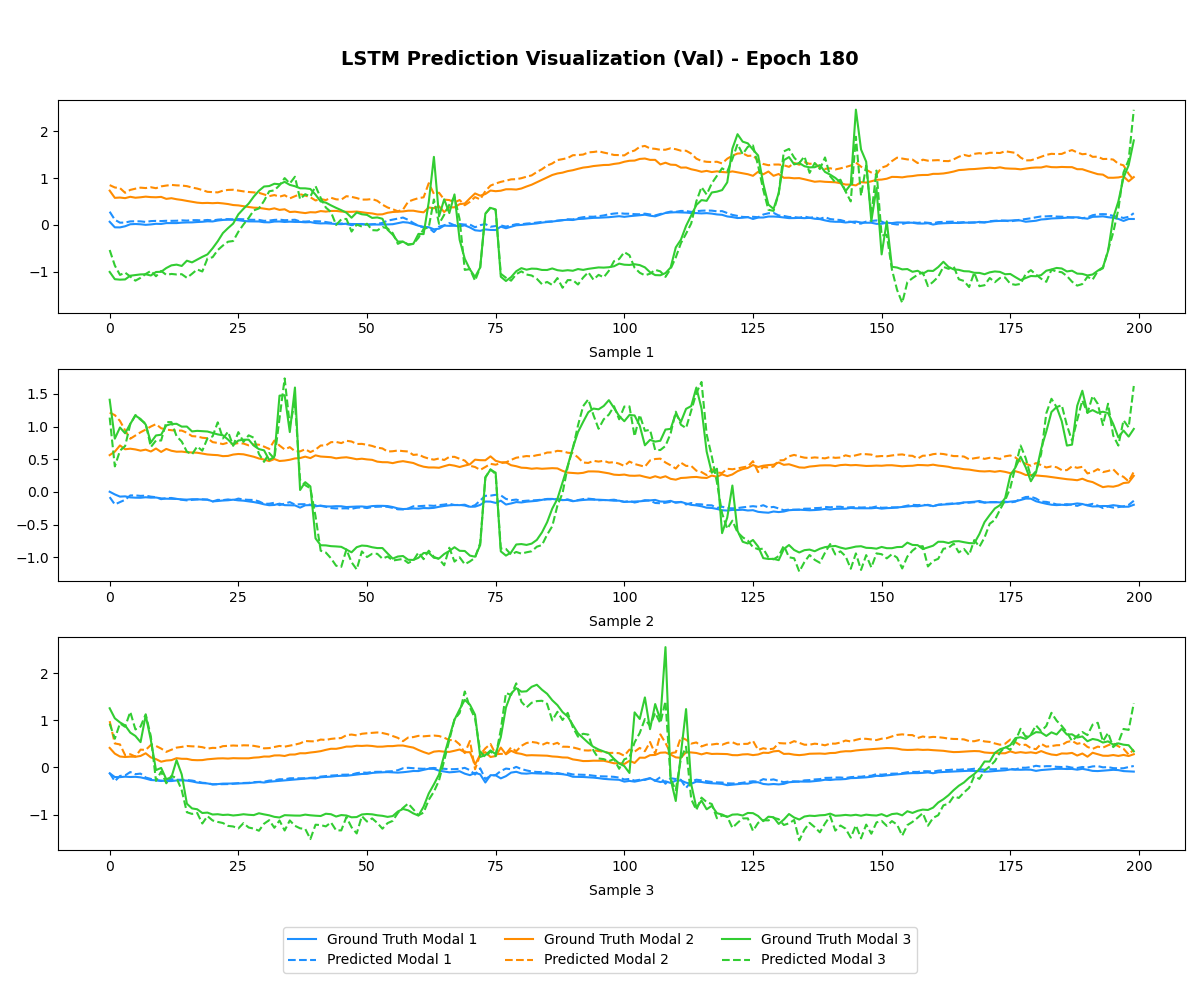 LSTM Prediction Visualization (Val) - Epoch 180
2
1
0
−1
0 25 50 75 100 125 150 175 200
Sample 1
1.5
1.0
0.5
0.0
−0.5
−1.0
0 25 50 75 100 125 150 175 200
Sample 2
2
1
0
−1
0 25 50 75 100 125 150 175 200
Sample 3
Ground Truth Modal 1 Ground Truth Modal 2 Ground Truth Modal 3
Predicted Modal 1 Predicted Modal 2 Predicted Modal 3